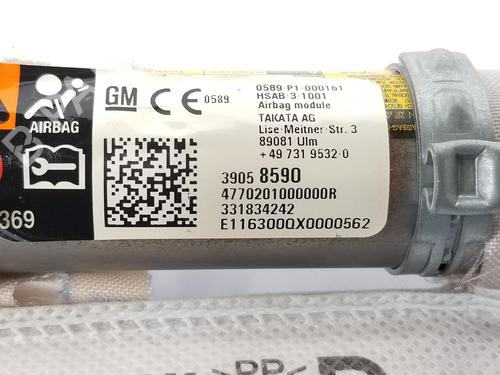 GM CE 0589
0589-P1-000161
HSAB-3-1001
Airbag module
TAKATA AG
Lise-Meitner-Str. 3
89081 Ulm
+49 731 9532-0
AIRBAG
3905 8590
4770201000000R
331834242
E116300QX0000562
369
>PP<